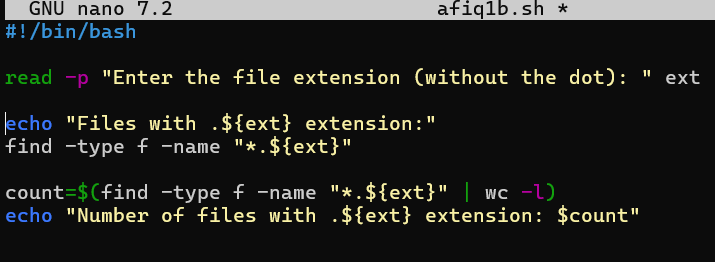 GNU nano 7.2 afiq1b.sh *
#!/bin/bash
read -p "Enter the file extension (without the dot): " ext
echo "Files with .${ext} extension:"
find -type f -name "*.${ext}"
count=$(find -type f -name "*.${ext}" | wc -l)
echo "Number of files with .${ext} extension: $count"